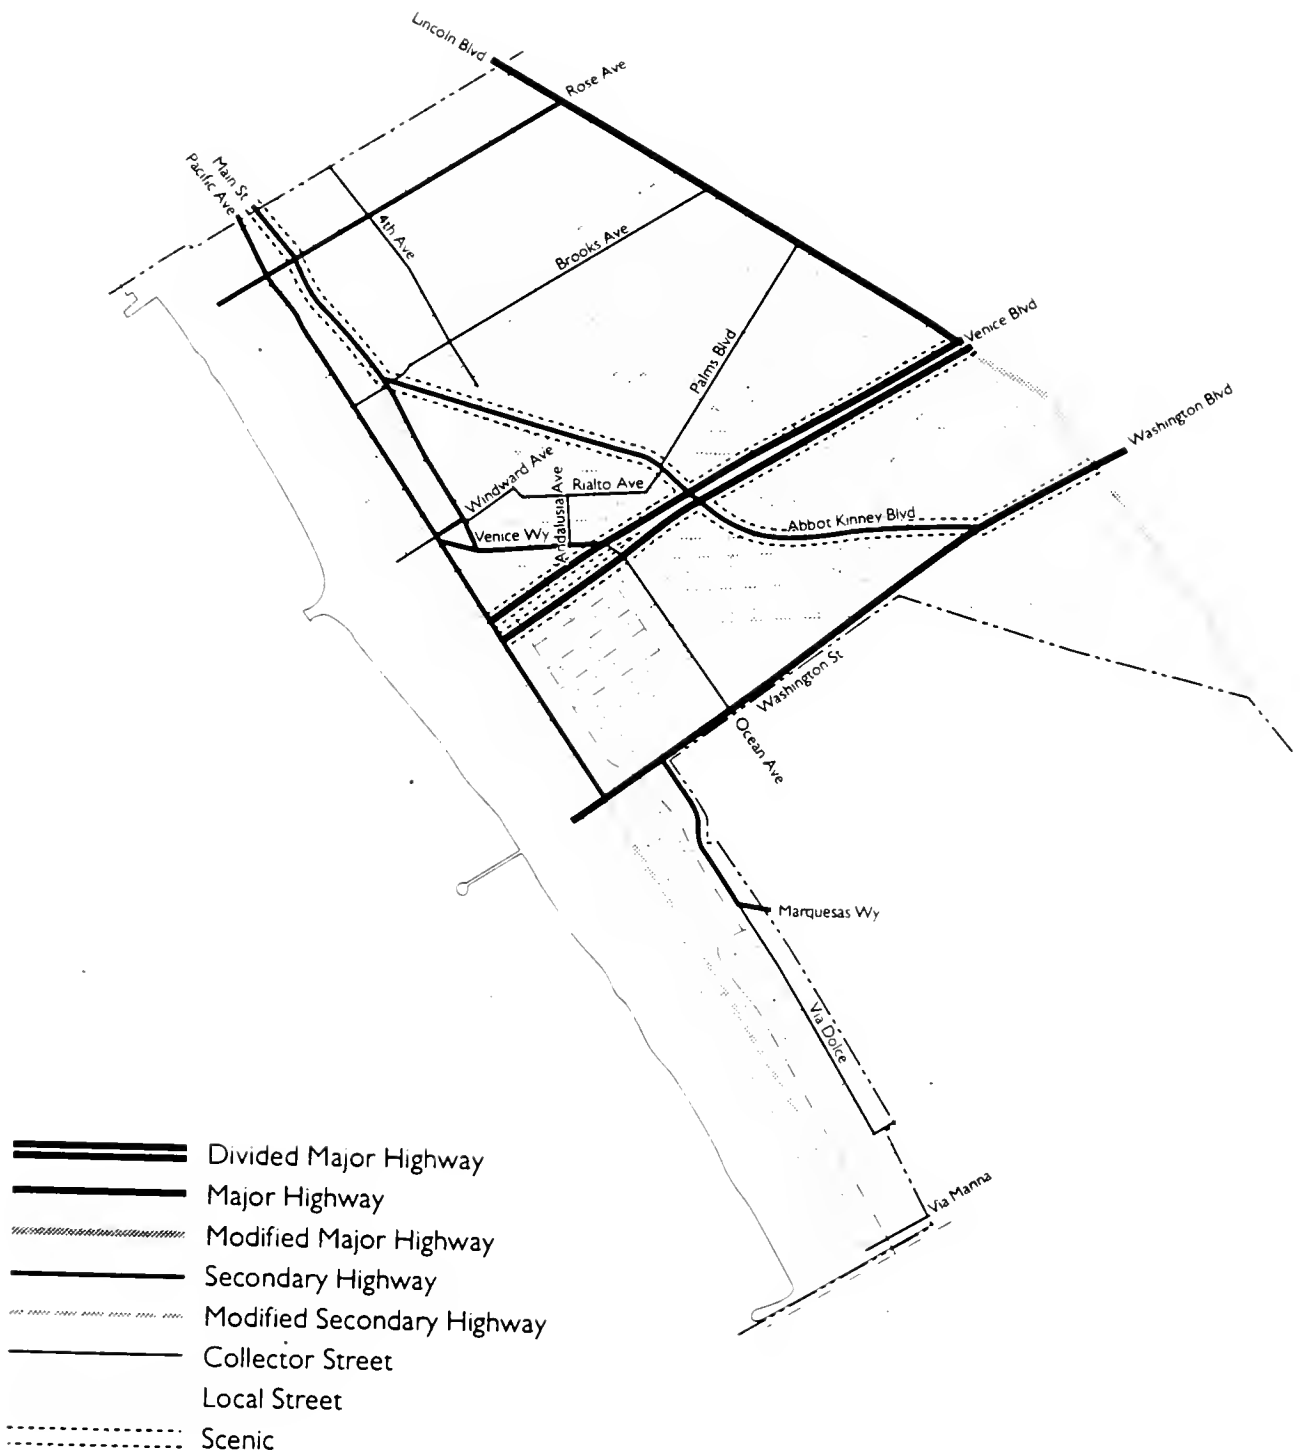 Lincoln Blvd
Rose Ave
Main St
Pacific Ave
4th Ave
Brooks Ave
Palms Blvd
Venice Blvd
Washington Blvd
Windward Ave
Andalusia Ave
Rialto Ave
Venice Wy
Abbot Kinney Blvd
Washington St
Ocean Ave
Marquesas Wy
Via Dolce
Via Marina
Divided Major Highway
Major Highway
Modified Major Highway
Secondary Highway
Modified Secondary Highway
Collector Street
Local Street
Scenic